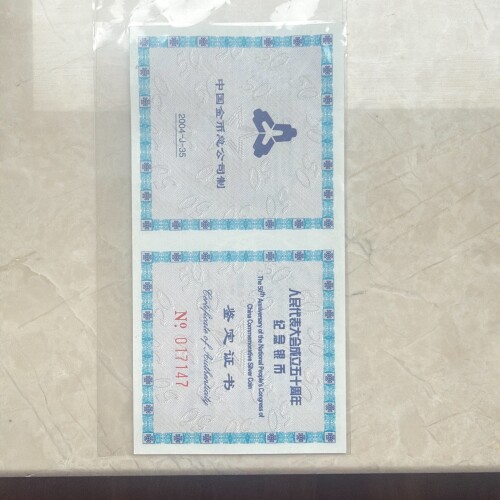 中国金币总公司制
2004-J-35
人民代表大会成立五十周年
纪念银币
The 50th Anniversary of the National People's Congress of
China Commemorative Silver Coin
鉴定证书
Certificate of Authenticity
№ 017147